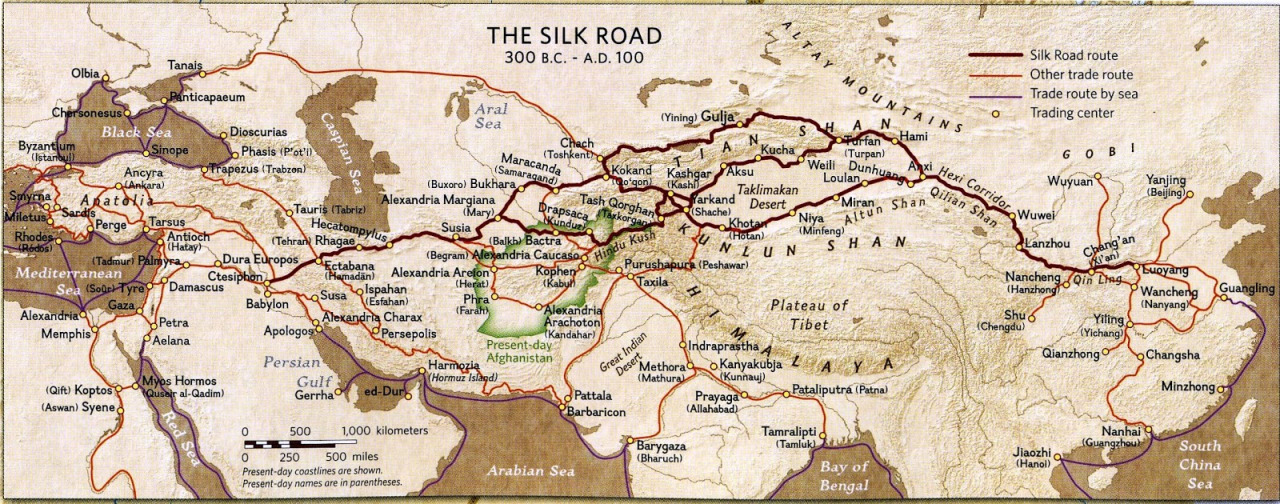 THE SILK ROAD
300 B.C. - A.D. 100
Silk Road route
Other trade route
Trade route by sea
Trading center
ALTAY MOUNTAINS
Tanais
Olbia
Panticapaeum
Chersonesus
Black Sea
Dioscurias
Byzantium
(Istanbul)
Sinope
Phasis (P'ot'i)
Trapezus (Trabzon)
Caspian Sea
Aral
Sea
Ancyra
(Ankara)
Smyrna
Anatolia
Sardis
Miletus
Perge
Tarsus
Rhodes
(Ródos)
Antioch
(Hatay)
Tauris (Tabriz)
Hecatompylus
(Tehran) Rhagae
(Tadmur) Palmyra
Dura Europos
Ctesiphon
Ectabana
(Hamadan)
Mediterranean
Sea
(Soûr) Tyre
Damascus
Gaza
Babylon
Susa
Ispahan
(Esfahan)
Alexandria
Memphis
Petra
Aelana
Apologos
Alexandria Charax
Persepolis
Persian
Gulf
Gerrha
ed-Dur
Harmozia
(Hormuz Island)
(Qift) Koptos
Myos Hormos
(Quseir al-Qadim)
(Aswan) Syene
Red Sea
Chach
(Toshkent)
Maracanda
(Samarqand)
(Buxoro) Bukhara
Alexandria Margiana
(Mary)
Susia
Kokand
(Qo'qon)
Drapsaca
(Kunduz)
Tash Qorghan
(Taxkorgan)
(Balkh) Bactra
Hindu Kush
(Begram) Alexandria Caucaso
Alexandria Areion
(Herat)
Kophen
(Kabul)
Purushapura (Peshawar)
Taxila
Phra
(Farah)
Alexandria
Arachoton
(Kandahar)
Present-day
Afghanistan
(Yining) Gulja
TIAN SHAN
Kashgar
(Kashi)
Aksu
Kucha
Weili
Turfan
(Turpan)
Hami
Taklimakan
Desert
Loulan
Dunhuang
Anxi
Yarkand
(Shache)
Khotan
(Hotan)
Niya
(Minfeng)
Miran
Altun Shan
KUNLUN SHAN
Hexi Corridor
Qilian Shan
GOBI
Wuyuan
Yanjing
(Beijing)
Wuwei
Lanzhou
Chang'an
(Xi'an)
Luoyang
Nancheng
(Hanzhong)
Qin Ling
Wancheng
(Nanyang)
Guangling
Shu
(Chengdu)
Yiling
(Yichang)
Qianzhong
Changsha
Minzhong
Nanhai
(Guangzhou)
Jiaozhi
(Hanoi)
South
China
Sea
Plateau of
Tibet
HIMALAYA
Great Indian
Desert
Indraprastha
Methora
(Mathura)
Kanyakubja
(Kunnauj)
Prayaga
(Allahabad)
Pataliputra (Patna)
Pattala
Barbaricon
Barygaza
(Bharuch)
Tamralipti
(Tamluk)
Arabian Sea
Bay of
Bengal
0 500 1,000 kilometers
0 250 500 miles
Present-day coastlines are shown.
Present-day names are in parentheses.